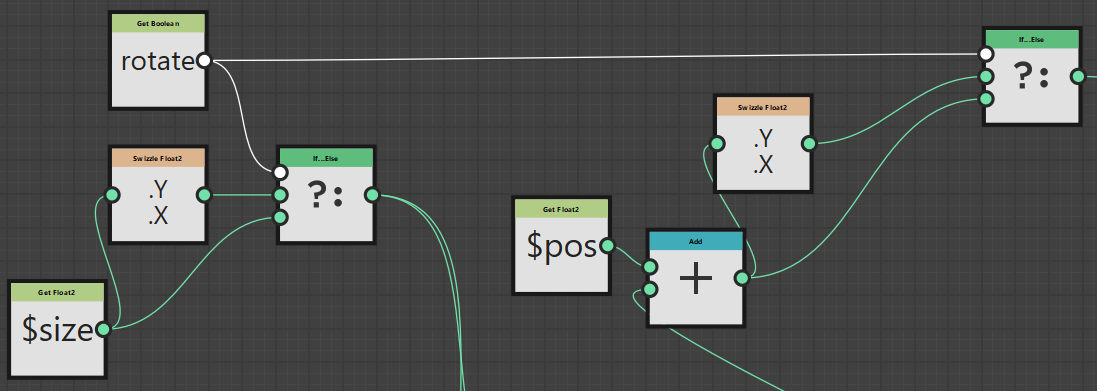 Get Boolean
rotate
If...Else
?:
Swizzle Float2
.Y
.X
Swizzle Float2
.Y
.X
If...Else
?:
Get Float2
$pos
Add
+
Get Float2
$size